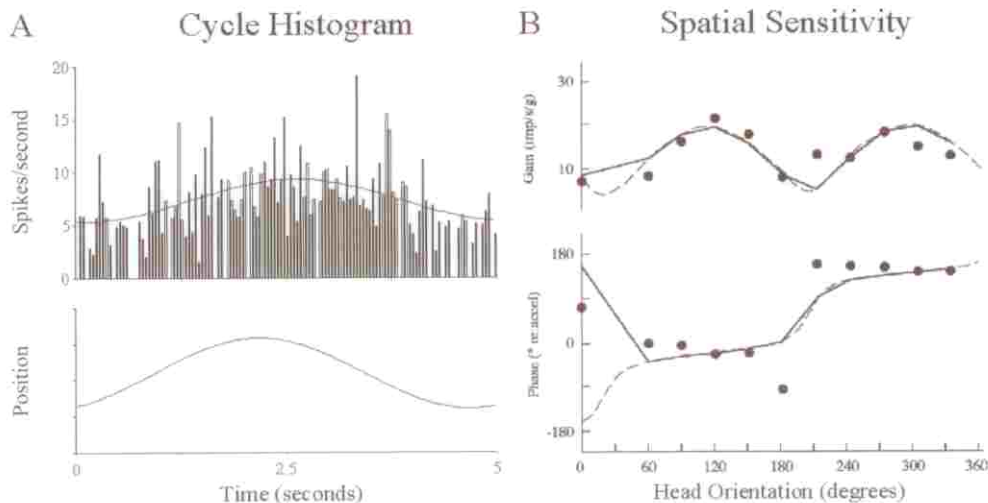 A
Cycle Histogram
20
15
10
5
0
Spikes/second
Position
0
2.5
5
Time (seconds)
B
Spatial Sensitivity
30
10
Gain (imp/s/g)
180
0
-180
Phase (° re accel)
0
60
120
180
240
300
360
Head Orientation (degrees)